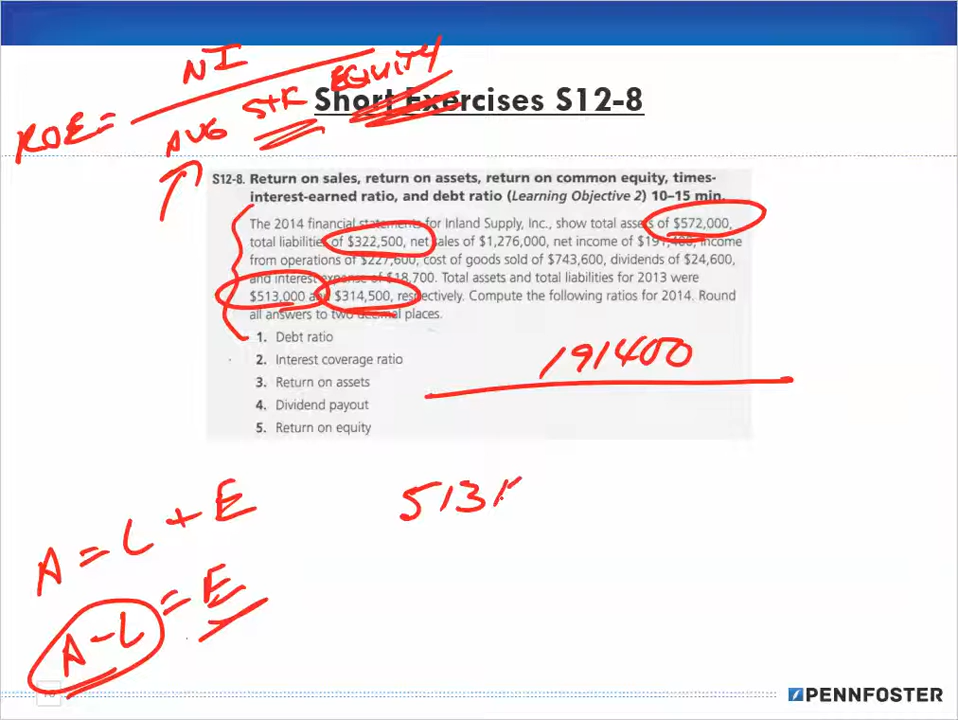 NI
ROE =
AVG STK EQUITY
Short Exercises S12-8
S12-8. Return on sales, return on assets, return on common equity, times-
interest-earned ratio, and debt ratio (Learning Objective 2) 10–15 min.
The 2014 financial statements for Inland Supply, Inc., show total assets of $572,000,
total liabilities of $322,500, net sales of $1,276,000, net income of $191,400, income
from operations of $227,600, cost of goods sold of $743,600, dividends of $24,600,
and interest expense of $18,700. Total assets and total liabilities for 2013 were
$513,000 and $314,500, respectively. Compute the following ratios for 2014. Round
all answers to two decimal places.
1. Debt ratio
2. Interest coverage ratio
3. Return on assets
4. Dividend payout
5. Return on equity
191400
513
A = L + E
A - L = E
PENNFOSTER